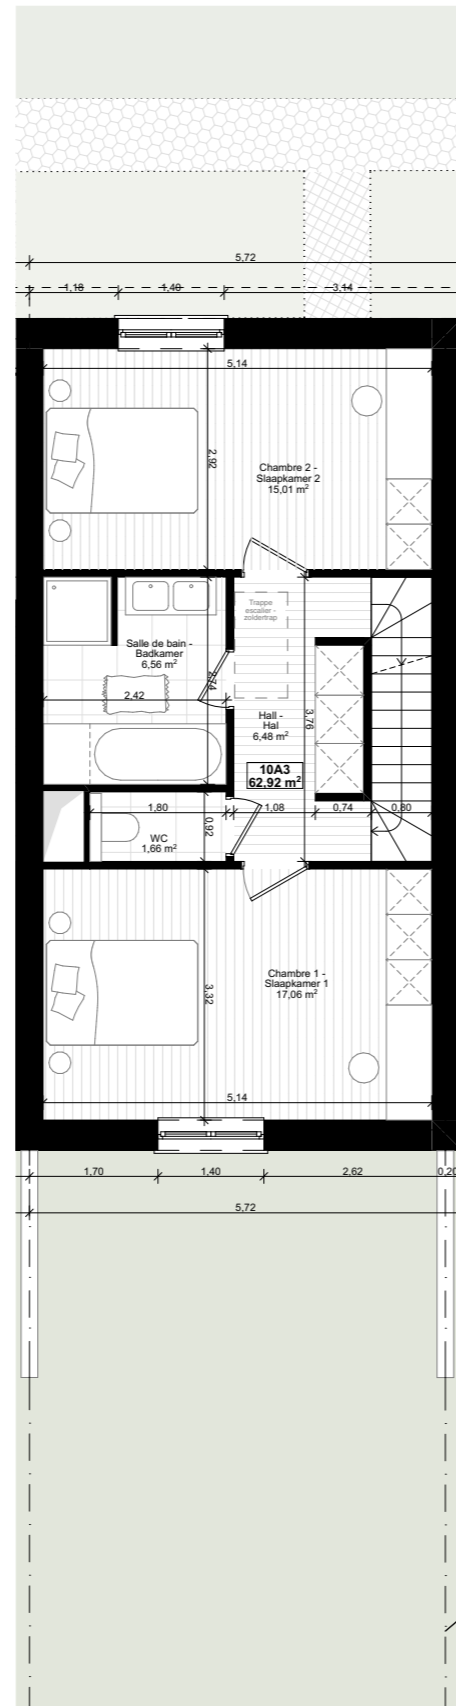 5,72
1,18 1,40 3,14
5,14
2,92
Chambre 2 -
Slaapkamer 2
15,01 m²
Trappe
escalier -
zoldertrap
Salle de bain -
Badkamer
6,56 m²
2,74
2,42
3,76
Hall -
Hal
6,48 m²
10A3
62,92 m²
1,80 1,08 0,74 0,80
0,92
WC
1,66 m²
Chambre 1 -
Slaapkamer 1
17,06 m²
3,32
5,14
1,70 1,40 2,62 0,20
5,72